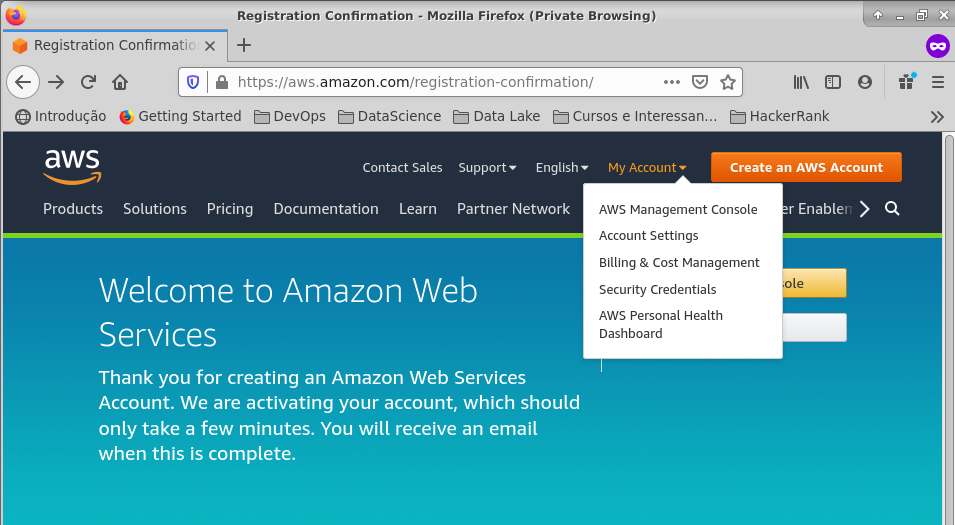 Registration Confirmation - Mozilla Firefox (Private Browsing)
Registration Confirmatio
https://aws.amazon.com/registration-confirmation/
Introdução Getting Started DevOps DataScience Data Lake Cursos e Interessan... HackerRank
aws
Contact Sales Support English My Account Create an AWS Account
Products Solutions Pricing Documentation Learn Partner Network er Enablem
AWS Management Console
Account Settings
Billing & Cost Management
Security Credentials
AWS Personal Health
Dashboard
sole
Welcome to Amazon Web
Services
Thank you for creating an Amazon Web Services
Account. We are activating your account, which should
only take a few minutes. You will receive an email
when this is complete.